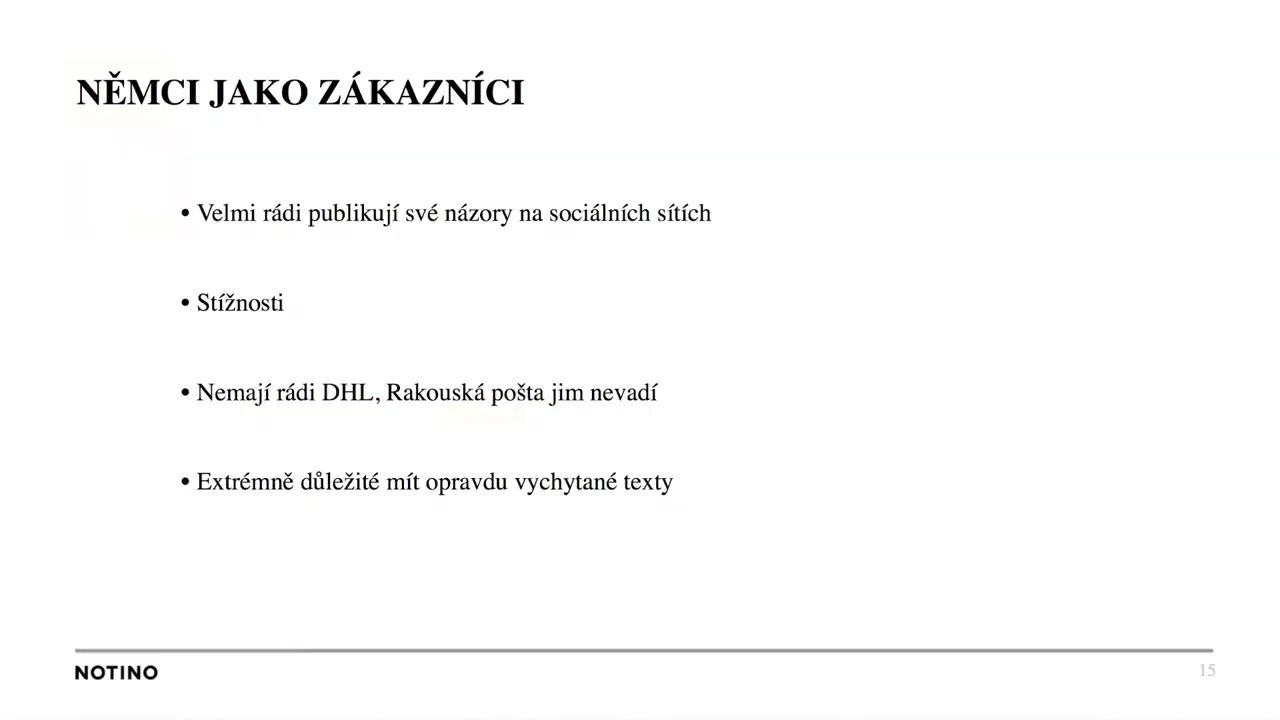 NĚMCI JAKO ZÁKAZNÍCI
• Velmi rádi publikují své názory na sociálních sítích
• Stížnosti
• Nemají rádi DHL, Rakouská pošta jim nevadí
• Extrémně důležité mít opravdu vychytané texty
NOTINO
15